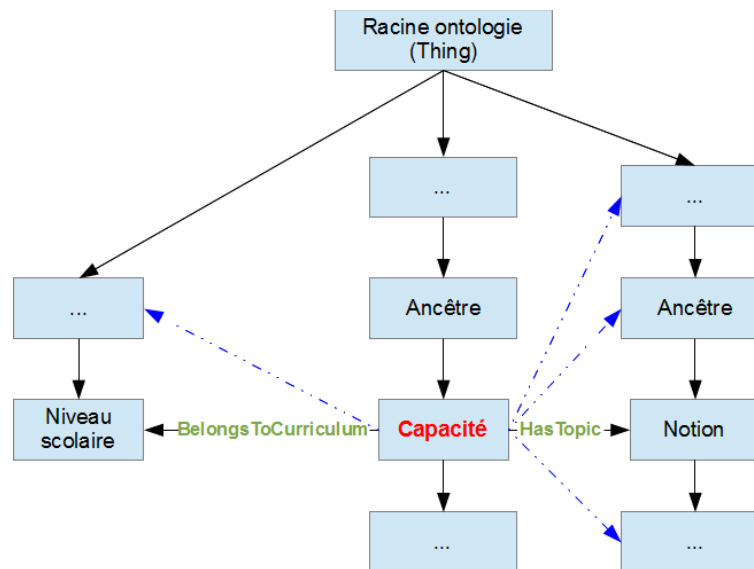 Racine ontologie
(Thing)
...
...
...
Ancêtre
Ancêtre
Niveau
scolaire
BelongsToCurriculum
Capacité
HasTopic
Notion
...
...